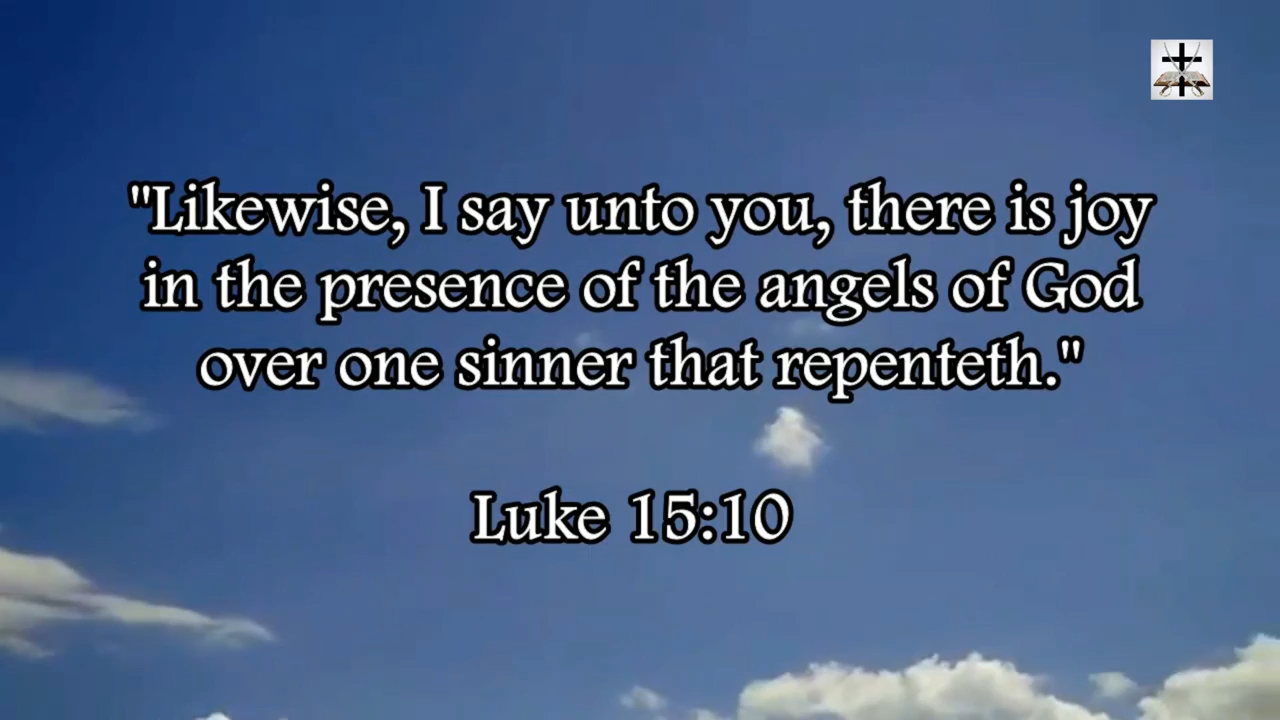 "Likewise, I say unto you, there is joy
in the presence of the angels of God
over one sinner that repenteth."
Luke 15:10